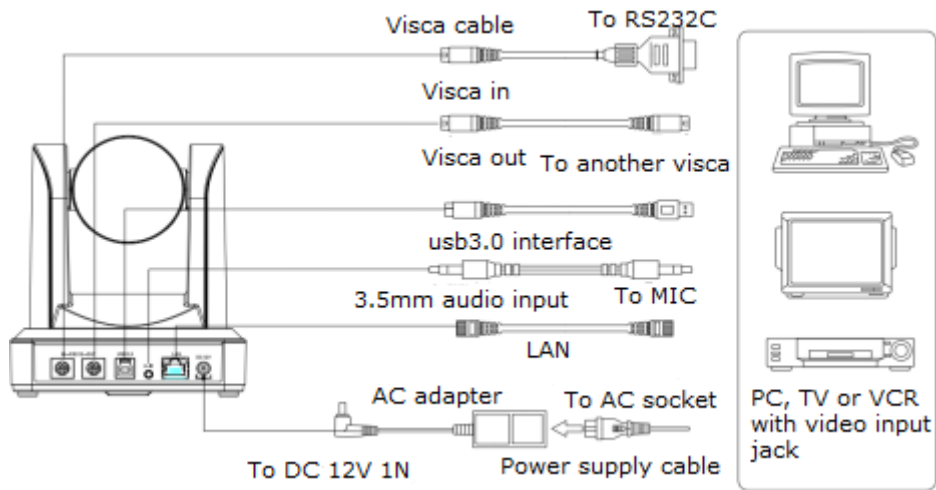 Visca cable
To RS232C
Visca in
Visca out
To another visca
usb3.0 interface
3.5mm audio input
To MIC
LAN
AC adapter
To AC socket
To DC 12V 1N
Power supply cable
PC, TV or VCR
with video input
jack